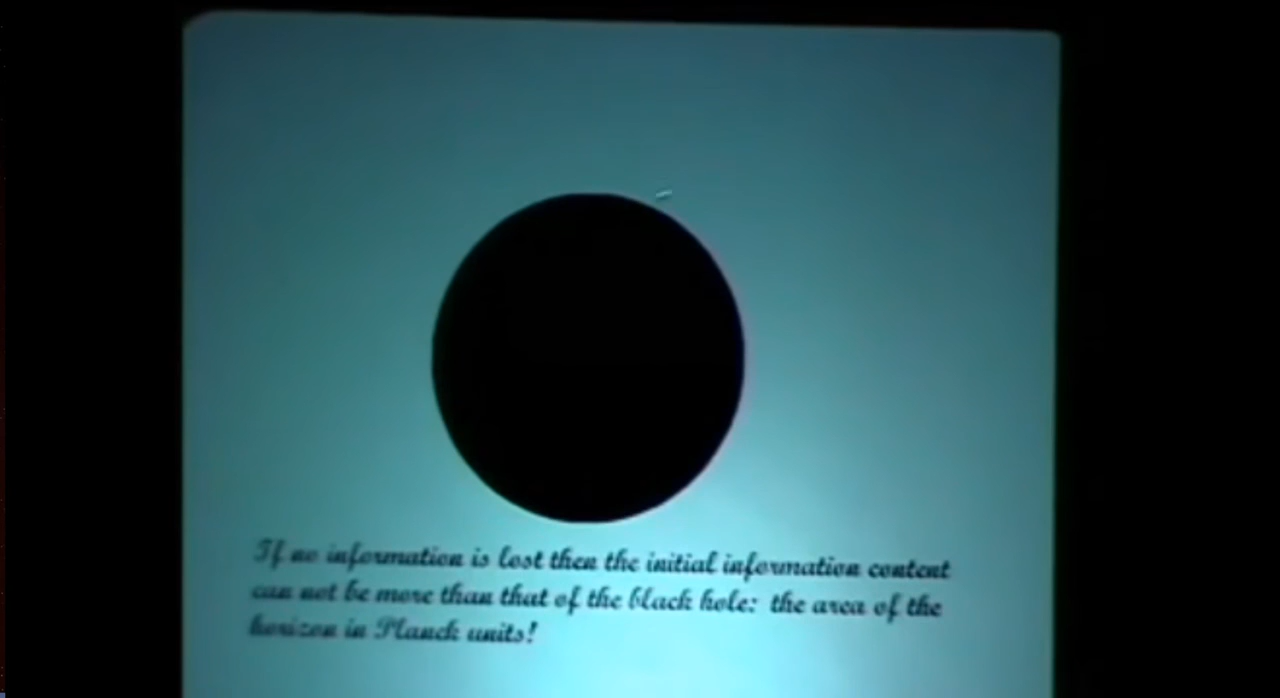 If no information is lost then the initial information content
can not be more than that of the black hole: the area of the
horizon in Planck units!